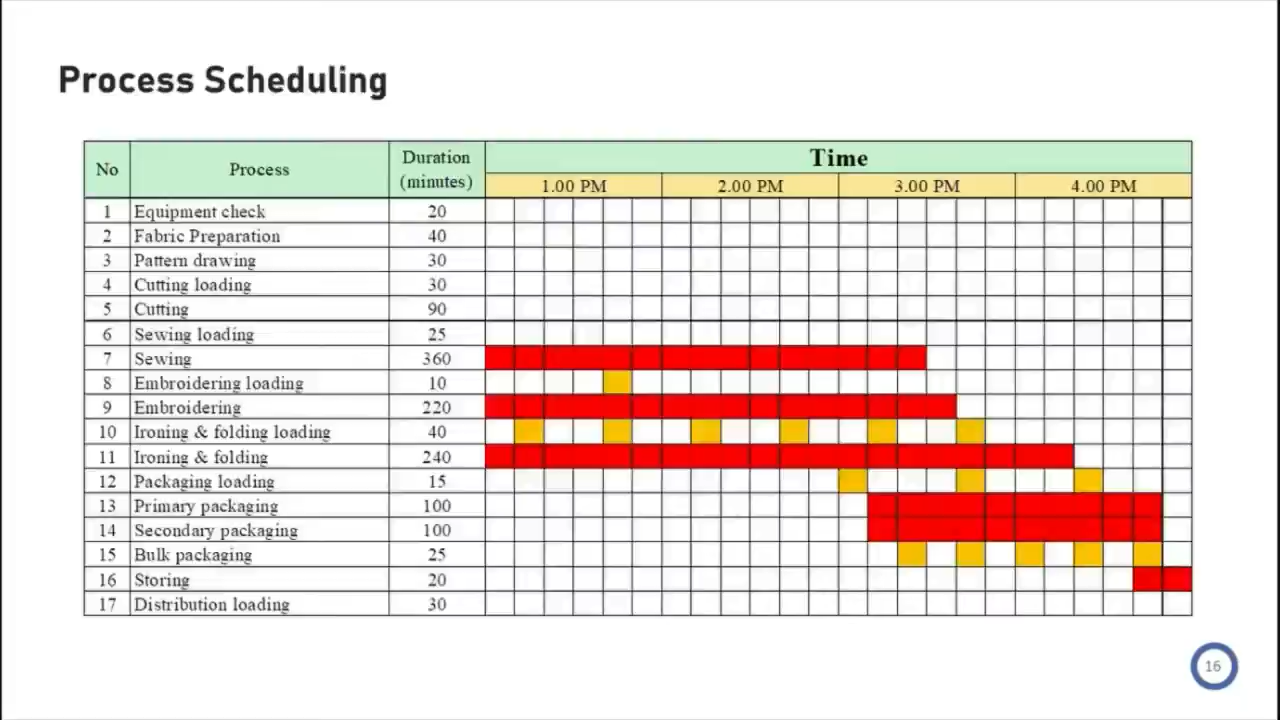 Process Scheduling
No Process Duration (minutes) Time
1.00 PM 2.00 PM 3.00 PM 4.00 PM
1 Equipment check 20
2 Fabric Preparation 40
3 Pattern drawing 30
4 Cutting loading 30
5 Cutting 90
6 Sewing loading 25
7 Sewing 360
8 Embroidering loading 10
9 Embroidering 220
10 Ironing & folding loading 40
11 Ironing & folding 240
12 Packaging loading 15
13 Primary packaging 100
14 Secondary packaging 100
15 Bulk packaging 25
16 Storing 20
17 Distribution loading 30
16